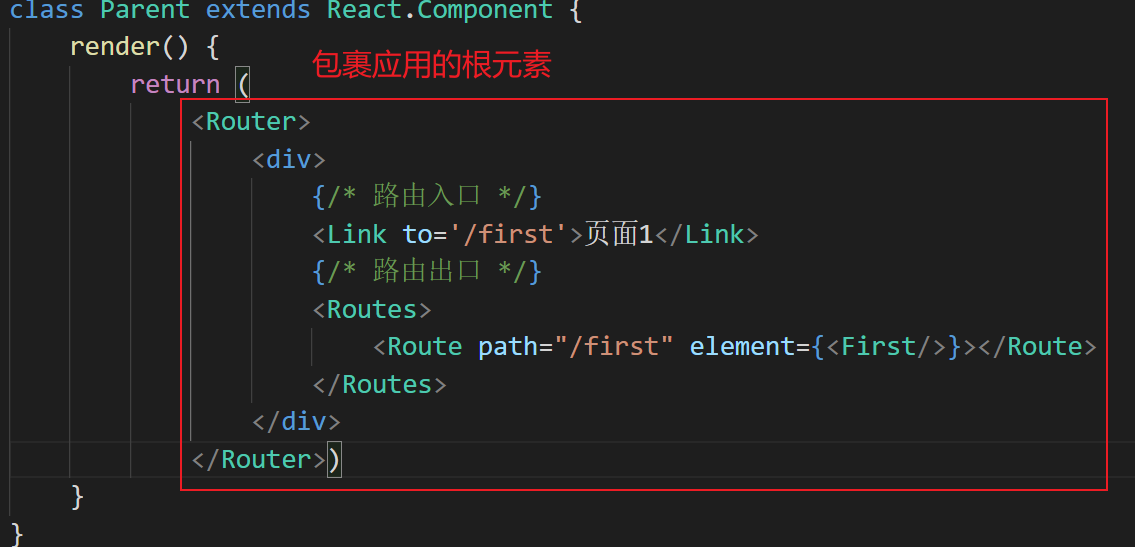 class Parent extends React.Component {
render() {
包裹应用的根元素
return (
<Router>
<div>
{/* 路由入口 */}
<Link to='/first'>页面1</Link>
{/* 路由出口 */}
<Routes>
<Route path="/first" element={<First/>}></Route>
</Routes>
</div>
</Router>)
}
}